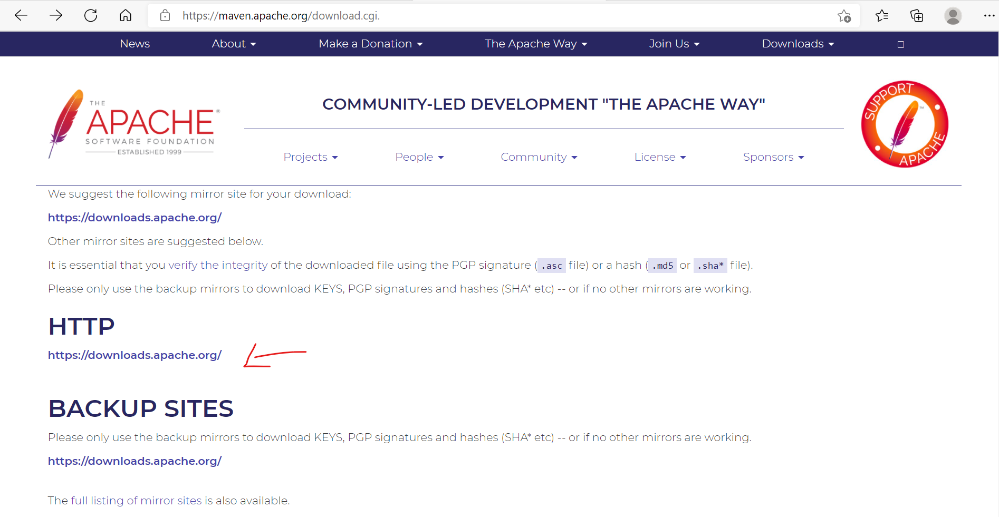 https://maven.apache.org/download.cgi.
News About Make a Donation The Apache Way Join Us Downloads
THE
APACHE®
SOFTWARE FOUNDATION
ESTABLISHED 1999
COMMUNITY-LED DEVELOPMENT "THE APACHE WAY"
Projects People Community License Sponsors
SUPPORT
APACHE
TM
We suggest the following mirror site for your download:
https://downloads.apache.org/
Other mirror sites are suggested below.
It is essential that you verify the integrity of the downloaded file using the PGP signature (.asc file) or a hash (.md5 or .sha* file).
Please only use the backup mirrors to download KEYS, PGP signatures and hashes (SHA* etc) -- or if no other mirrors are working.
HTTP
https://downloads.apache.org/
BACKUP SITES
Please only use the backup mirrors to download KEYS, PGP signatures and hashes (SHA* etc) -- or if no other mirrors are working.
https://downloads.apache.org/
The full listing of mirror sites is also available.